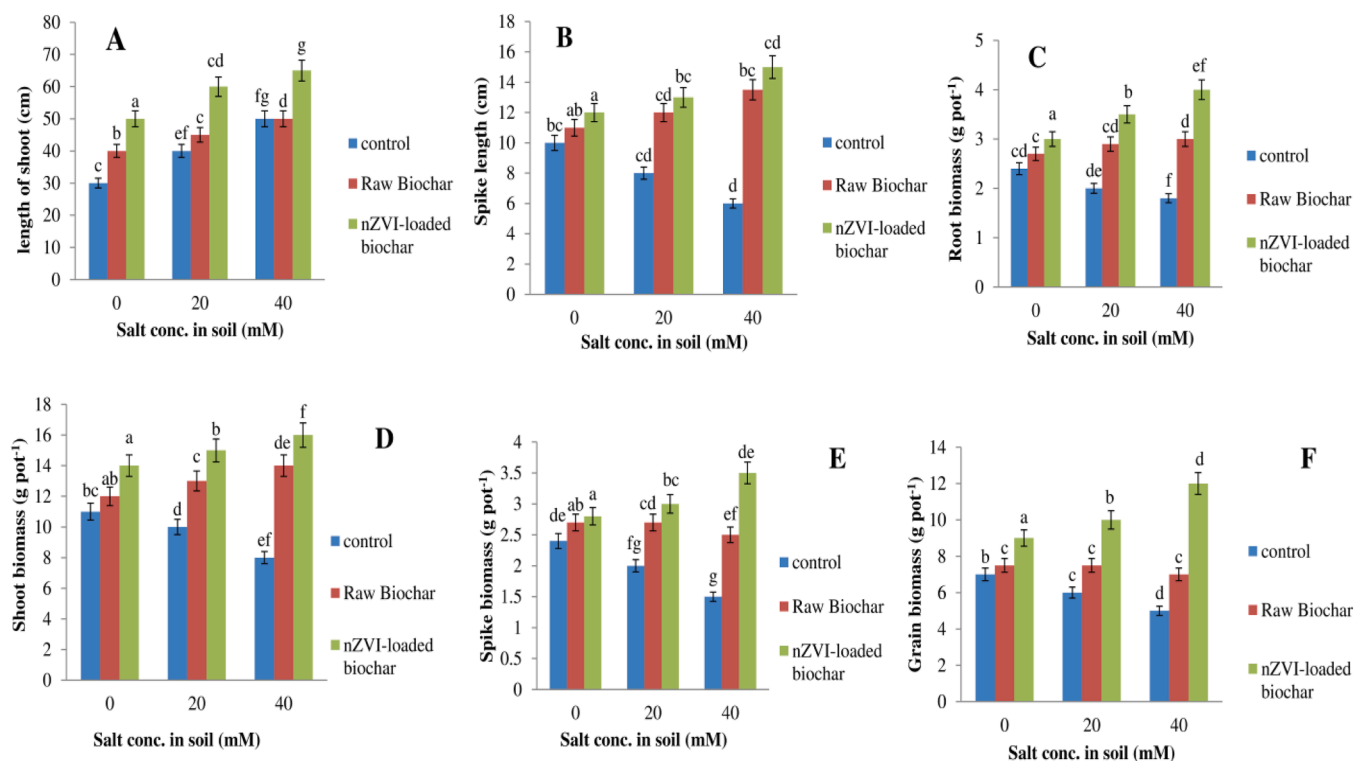 A
length of shoot (cm)
80
70
60
50
40
30
20
10
0
c
b
a
ef
c
cd
fg
d
g
0
20
40
Salt conc. in soil (mM)
control
Raw Biochar
nZVI-loaded
biochar
B
Spike length (cm)
18
16
14
12
10
8
6
4
2
0
bc
ab
a
cd
cd
bc
d
bc
cd
0
20
40
Salt conc. in soil (mM)
control
Raw Biochar
nZVI-loaded
biochar
C
Root biomass (g pot-1)
5
4
3
2
1
0
cd
c
a
de
cd
b
f
d
ef
0
20
40
Salt conc. in soil (mM)
control
Raw Biochar
nZVI-loaded
biochar
D
Shoot biomass (g pot-1)
18
16
14
12
10
8
6
4
2
0
bc
ab
a
d
c
b
ef
de
f
0
20
40
Salt conc. in soil (mM)
control
Raw Biochar
nZVI-loaded
biochar
E
Spike biomass (g pot-1)
4
3.5
3
2.5
2
1.5
1
0.5
0
de
ab
a
fg
cd
bc
g
ef
de
0
20
40
Salt conc. in soil (mM)
control
Raw Biochar
nZVI-loaded
biochar
F
Grain biomass (g pot-1)
14
12
10
8
6
4
2
0
b
c
a
c
c
b
d
c
d
0
20
40
Salt conc. in soil (mM)
control
Raw Biochar
nZVI-loaded
biochar